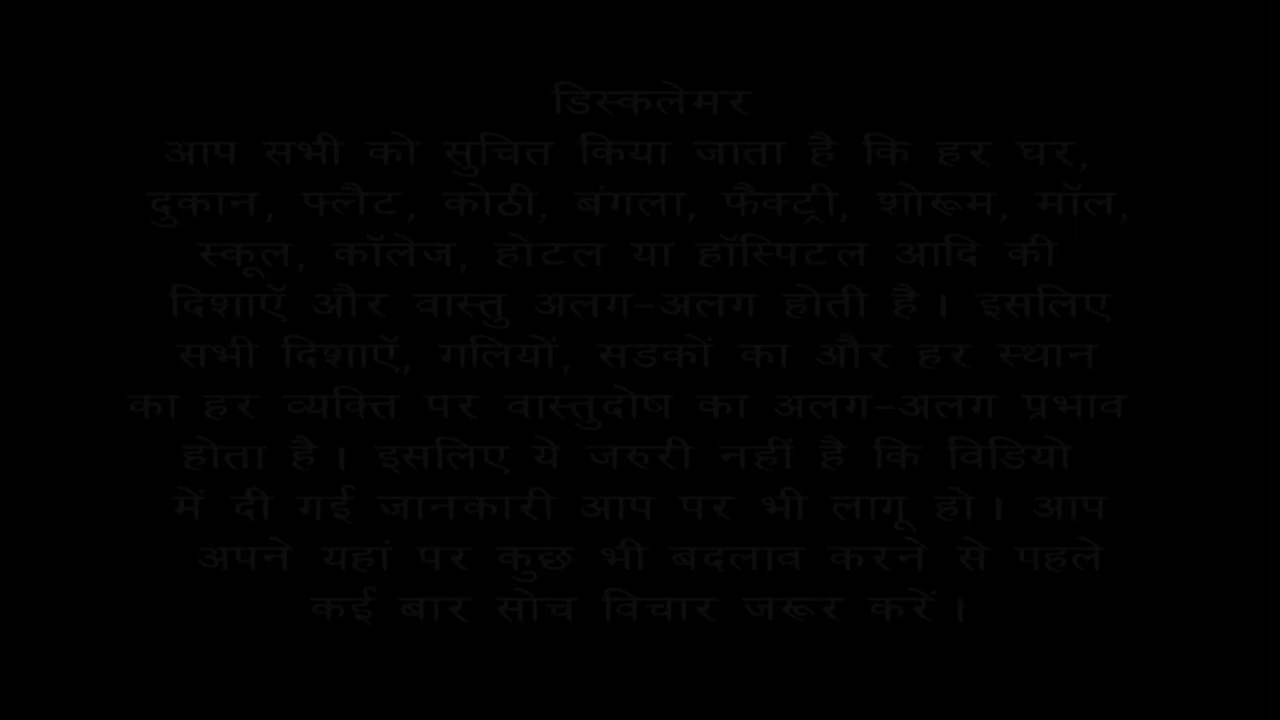 डिस्कलेमर
आप सभी को सुचित किया जाता है कि हर घर,
दुकान, फ्लैट, कोठी, बंगला, फैक्ट्री, शोरूम, मॉल,
स्कूल, कॉलेज, होटल या हॉस्पिटल आदि की
दिशाएॅ और वास्तु अलग-अलग होती है। इसलिए
सभी दिशाएॅ, गलियों, सडकों का और हर स्थान
का हर व्यक्ति पर वास्तुदोष का अलग-अलग प्रभाव
होता है। इसलिए ये जरुरी नहीं है कि विडियो
में दी गई जानकारी आप पर भी लागू हो। आप
अपने यहां पर कुछ भी बदलाव करने से पहले
कई बार सोच विचार जरूर करें।